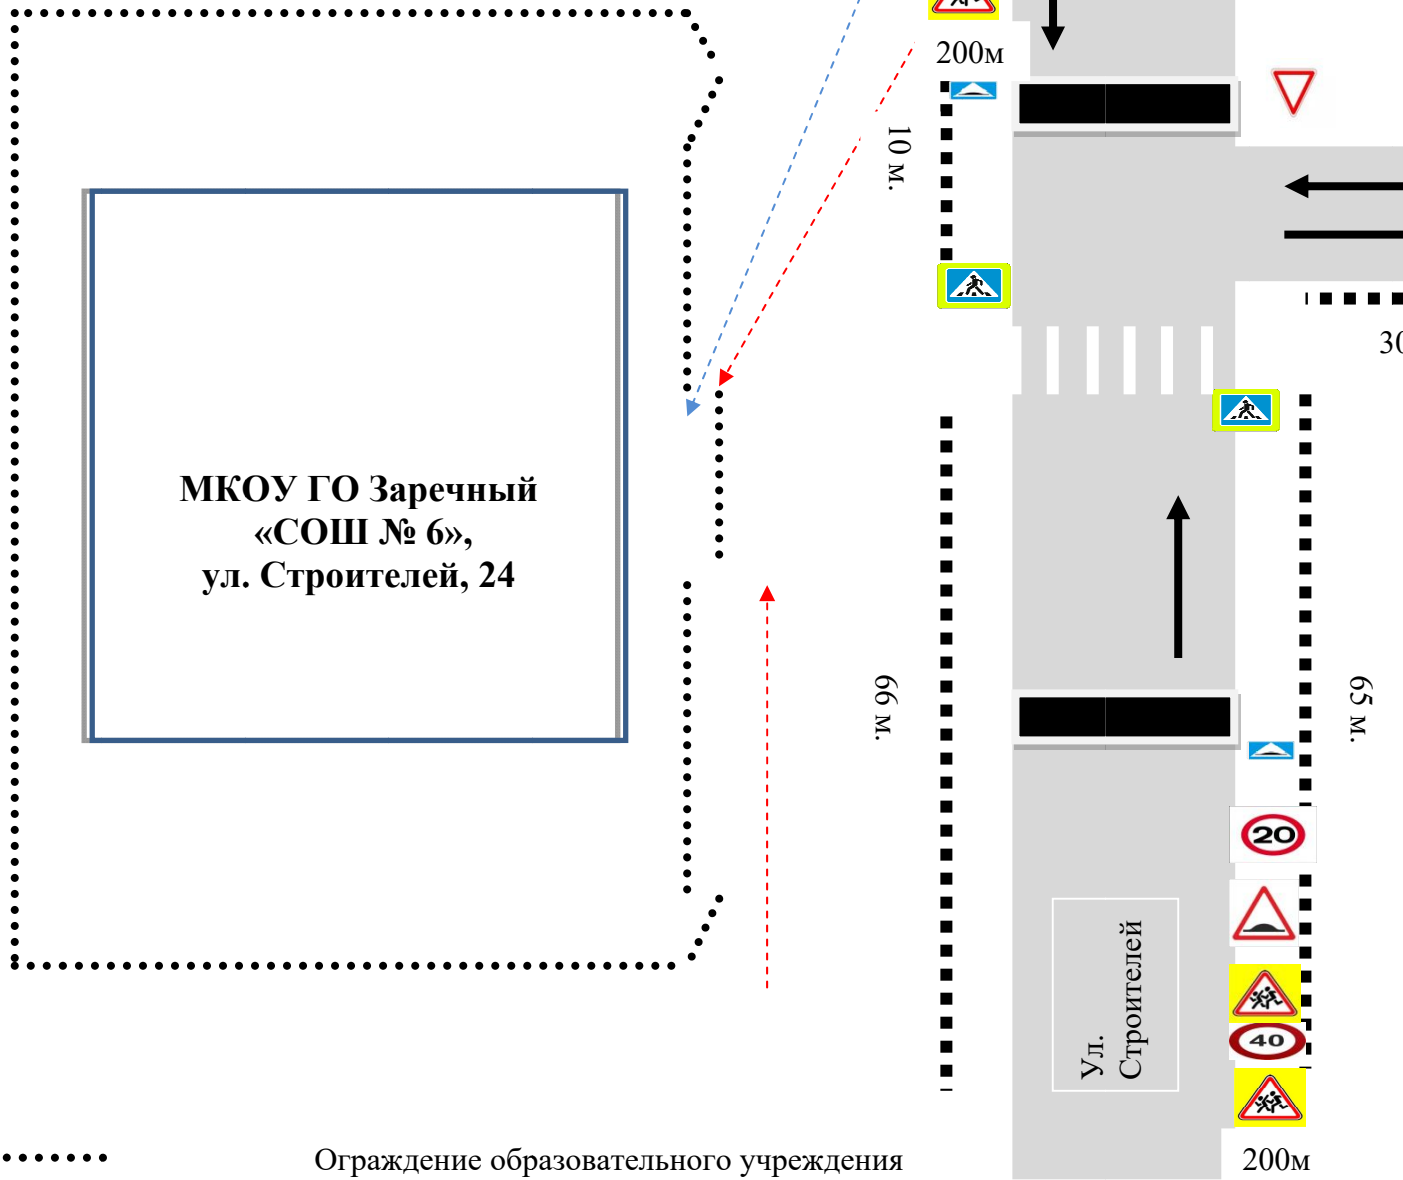 200м
10 м.
30
МКОУ ГО Заречный
«СОШ № 6»,
ул. Строителей, 24
66 м.
65 м.
20
Ул.
Строителей
40
Ограждение образовательного учреждения
200м